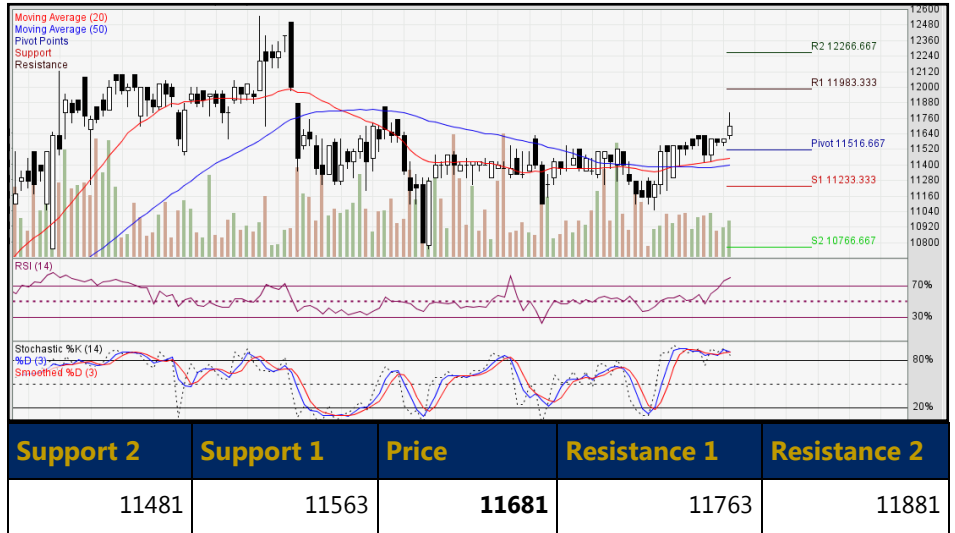 Moving Average (20)
Moving Average (50)
Pivot Points
Support
Resistance
12600
12480
12360
12240
12120
12000
11880
11760
11640
11520
11400
11280
11160
11040
10920
10800
R2 12266.667
R1 11983.333
Pivot11516.667
S1 11233.333
S2 10766.667
RSI (14)
70%
30%
Stochastic %K (14)
%D (3)
Smoothed %D (3)
80%
20%
Support 2 Support 1 Price Resistance 1 Resistance 2
11481 11563 11681 11763 11881